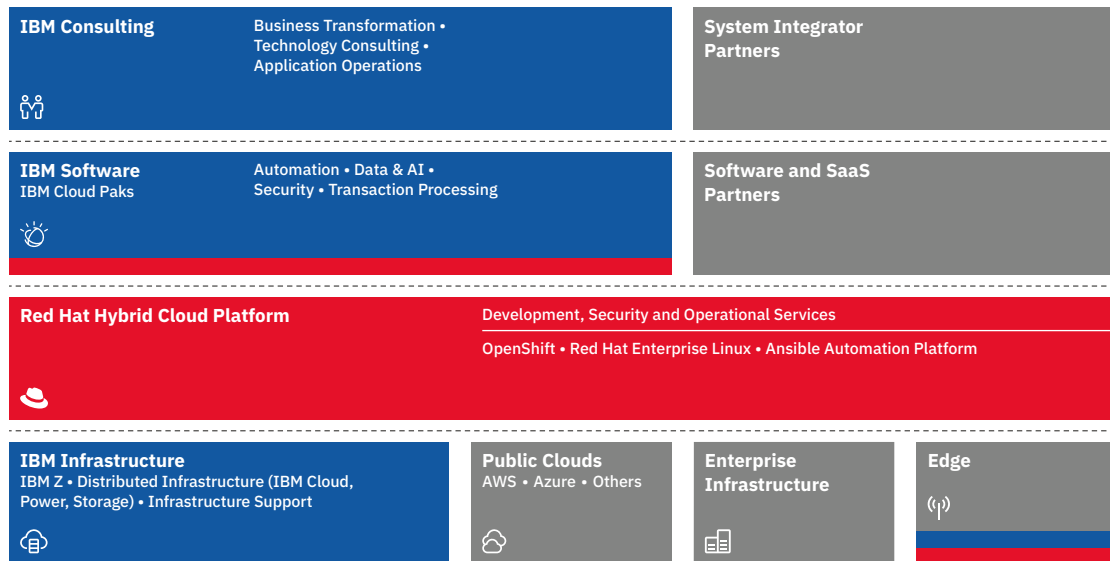 IBM Consulting
Business Transformation •
Technology Consulting •
Application Operations
System Integrator
Partners
IBM Software
IBM Cloud Paks
Automation • Data & AI •
Security • Transaction Processing
Software and SaaS
Partners
Red Hat Hybrid Cloud Platform
Development, Security and Operational Services
OpenShift • Red Hat Enterprise Linux • Ansible Automation Platform
IBM Infrastructure
IBM Z • Distributed Infrastructure (IBM Cloud,
Power, Storage) • Infrastructure Support
Public Clouds
AWS • Azure • Others
Enterprise
Infrastructure
Edge